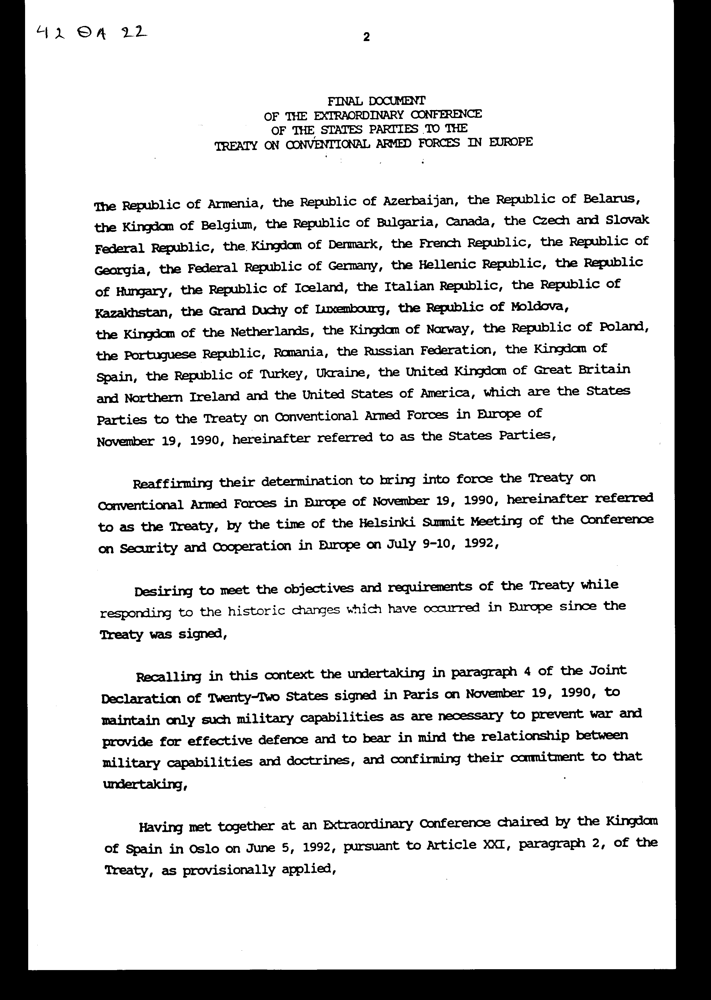 42 ΘA 22
2
FINAL DOCUMENT
OF THE EXTRAORDINARY CONFERENCE
OF THE STATES PARTIES TO THE
TREATY ON CONVENTIONAL ARMED FORCES IN EUROPE
The Republic of Armenia, the Republic of Azerbaijan, the Republic of Belarus,
the Kingdom of Belgium, the Republic of Bulgaria, Canada, the Czech and Slovak
Federal Republic, the Kingdom of Denmark, the French Republic, the Republic of
Georgia, the Federal Republic of Germany, the Hellenic Republic, the Republic
of Hungary, the Republic of Iceland, the Italian Republic, the Republic of
Kazakhstan, the Grand Duchy of Luxembourg, the Republic of Moldova,
the Kingdom of the Netherlands, the Kingdom of Norway, the Republic of Poland,
the Portuguese Republic, Romania, the Russian Federation, the Kingdom of
Spain, the Republic of Turkey, Ukraine, the United Kingdom of Great Britain
and Northern Ireland and the United States of America, which are the States
Parties to the Treaty on Conventional Armed Forces in Europe of
November 19, 1990, hereinafter referred to as the States Parties,
Reaffirming their determination to bring into force the Treaty on
Conventional Armed Forces in Europe of November 19, 1990, hereinafter referred
to as the Treaty, by the time of the Helsinki Summit Meeting of the Conference
on Security and Cooperation in Europe on July 9-10, 1992,
Desiring to meet the objectives and requirements of the Treaty while
responding to the historic changes which have occurred in Europe since the
Treaty was signed,
Recalling in this context the undertaking in paragraph 4 of the Joint
Declaration of Twenty-Two States signed in Paris on November 19, 1990, to
maintain only such military capabilities as are necessary to prevent war and
provide for effective defence and to bear in mind the relationship between
military capabilities and doctrines, and confirming their commitment to that
undertaking,
Having met together at an Extraordinary Conference chaired by the Kingdom
of Spain in Oslo on June 5, 1992, pursuant to Article XXI, paragraph 2, of the
Treaty, as provisionally applied,